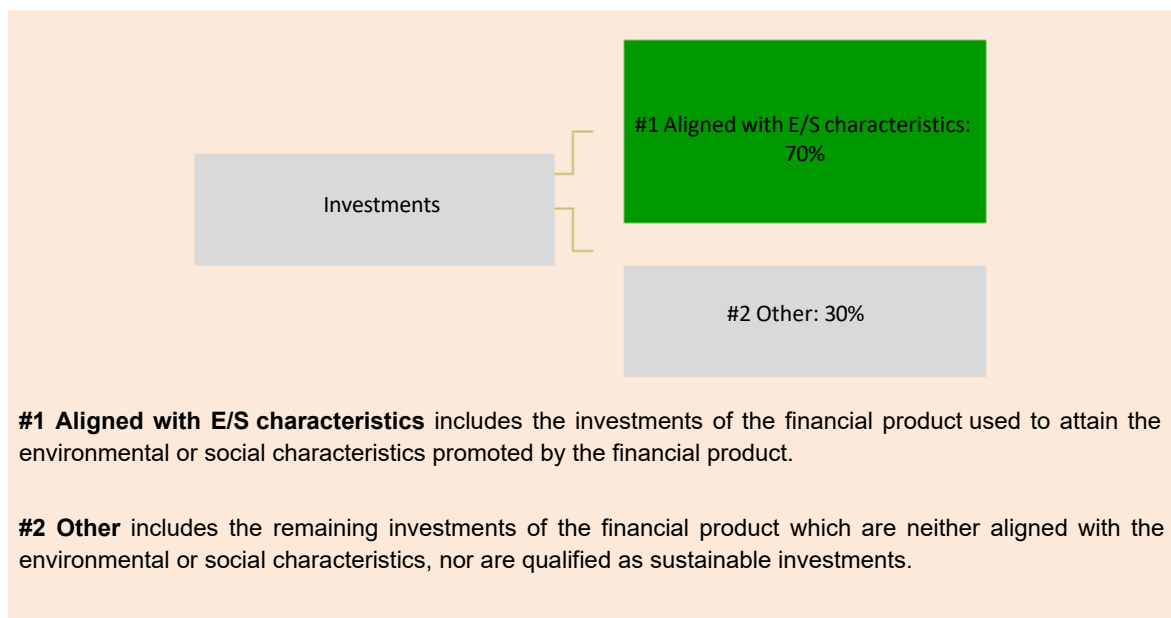 #1 Aligned with E/S characteristics:
70%
Investments
#2 Other: 30%
#1 Aligned with E/S characteristics includes the investments of the financial product used to attain the
environmental or social characteristics promoted by the financial product.
#2 Other includes the remaining investments of the financial product which are neither aligned with the
environmental or social characteristics, nor are qualified as sustainable investments.